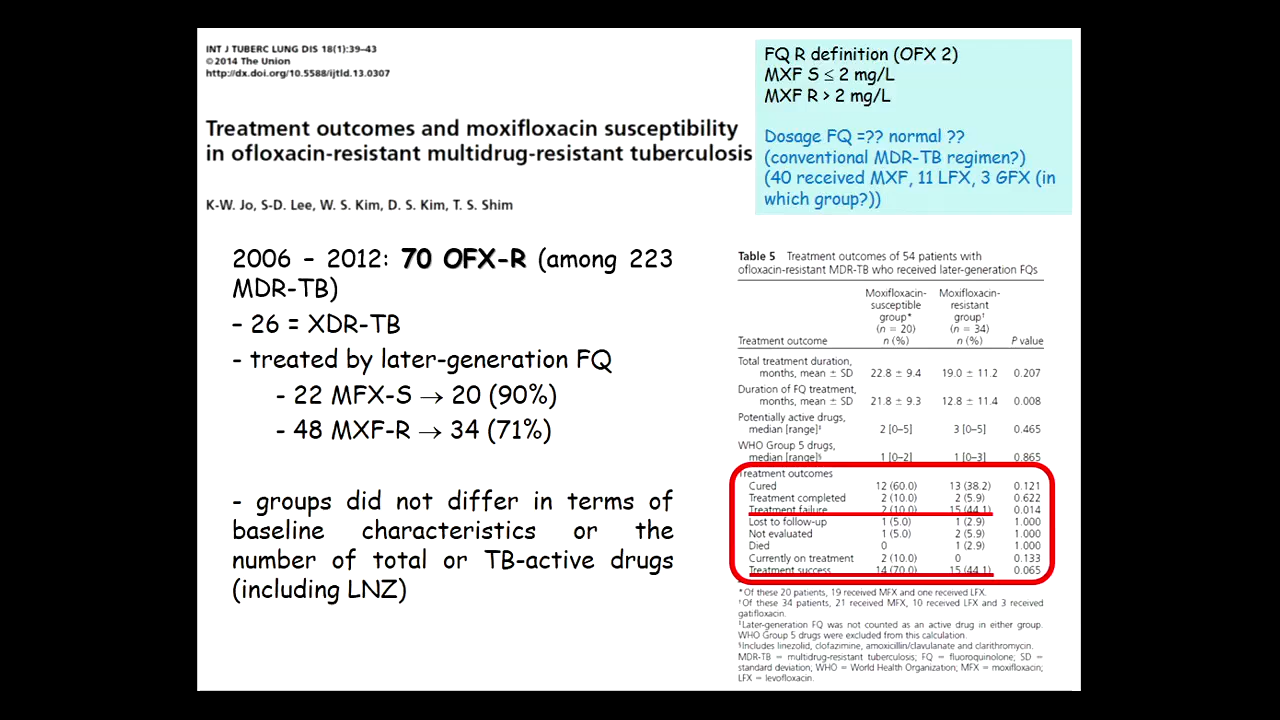 INT J TUBERC LUNG DIS 18(1):39–43
©2014 The Union
http://dx.doi.org/10.5588/ijtld.13.0307
Treatment outcomes and moxifloxacin susceptibility
in ofloxacin-resistant multidrug-resistant tuberculosis
K-W. Jo, S-D. Lee, W. S. Kim, D. S. Kim, T. S. Shim
FQ R definition (OFX 2)
MXF S ≤ 2 mg/L
MXF R > 2 mg/L
Dosage FQ =?? normal ??
(conventional MDR-TB regimen?)
(40 received MXF, 11 LFX, 3 GFX (in
which group?))
2006 – 2012: 70 OFX-R (among 223
MDR-TB)
– 26 = XDR-TB
- treated by later-generation FQ
- 22 MFX-S → 20 (90%)
- 48 MXF-R → 34 (71%)
- groups did not differ in terms of
baseline characteristics or the
number of total or TB-active drugs
(including LNZ)
Table 5 Treatment outcomes of 54 patients with
ofloxacin-resistant MDR-TB who received later-generation FQs
Moxifloxacin- Moxifloxacin-
susceptible resistant
group* group†
(n = 20) (n = 34)
Treatment outcome n (%) n (%) P value
Total treatment duration,
months, mean ± SD 22.8 ± 9.4 19.0 ± 11.2 0.207
Duration of FQ treatment,
months, mean ± SD 21.8 ± 9.3 12.8 ± 11.4 0.008
Potentially active drugs,
median [range]‡ 2 [0–5] 3 [0–5] 0.465
WHO Group 5 drugs,
median [range]§ 1 [0–2] 1 [0–3] 0.865
Treatment outcomes
Cured 12 (60.0) 13 (38.2) 0.121
Treatment completed 2 (10.0) 2 (5.9) 0.622
Treatment failure 2 (10.0) 15 (44.1) 0.014
Lost to follow-up 1 (5.0) 1 (2.9) 1.000
Not evaluated 1 (5.0) 2 (5.9) 1.000
Died 0 1 (2.9) 1.000
Currently on treatment 2 (10.0) 0 0.133
Treatment success 14 (70.0) 15 (44.1) 0.065
*Of these 20 patients, 19 received MFX and one received LFX.
†Of these 34 patients, 21 received MFX, 10 received LFX and 3 received
gatifloxacin.
‡Later-generation FQ was not counted as an active drug in either group.
WHO Group 5 drugs were excluded from this calculation.
§Includes linezolid, clofazimine, amoxicillin/clavulanate and clarithromycin.
MDR-TB = multidrug-resistant tuberculosis; FQ = fluoroquinolone; SD =
standard deviation; WHO = World Health Organization; MFX = moxifloxacin;
LFX = levofloxacin.